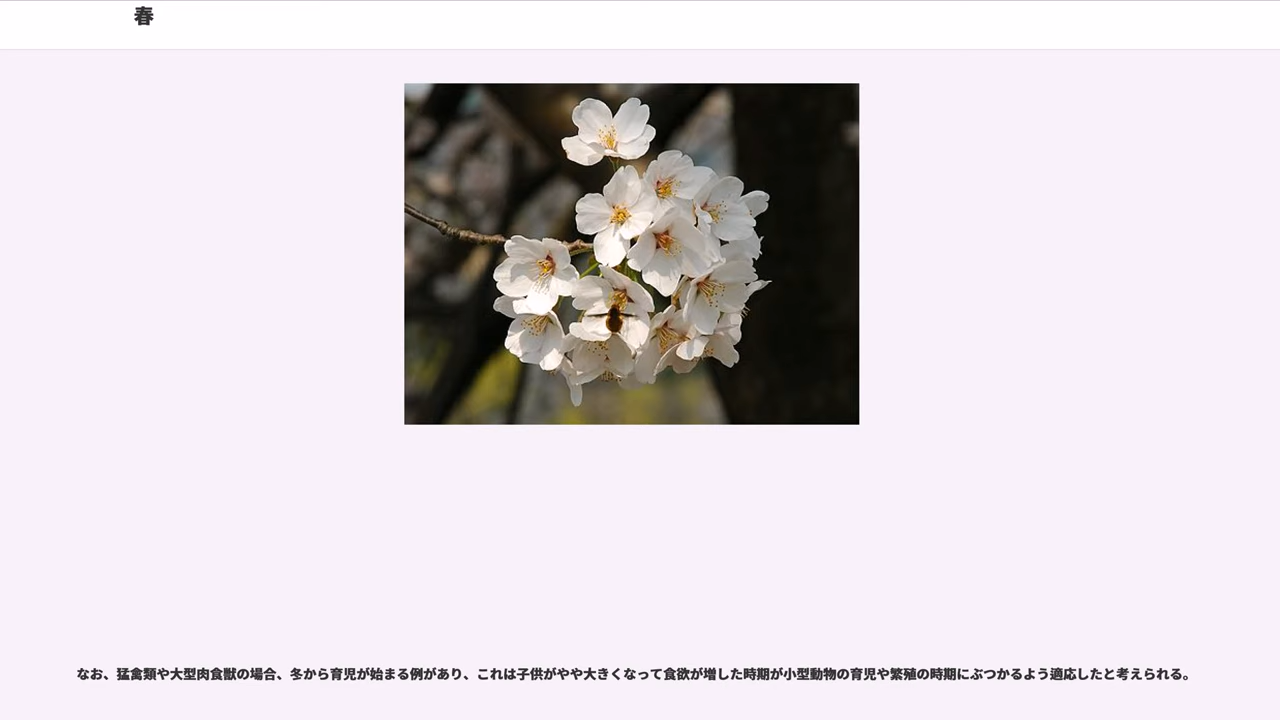 春
なお、猛禽類や大型肉食獣の場合、冬から育児が始まる例があり、これは子供がやや大きくなって食欲が増した時期が小型動物の育児や繁殖の時期にぶつかるよう適応したと考えられる。